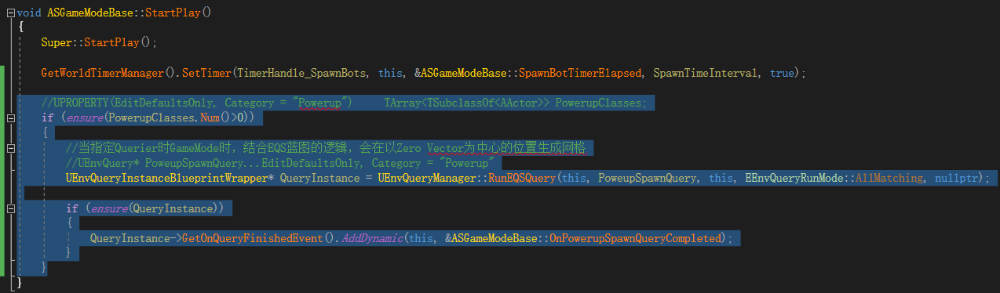 void ASGameModeBase::StartPlay()
{
Super::StartPlay();
GetWorldTimerManager().SetTimer(TimerHandle_SpawnBots, this, &ASGameModeBase::SpawnBotTimerElapsed, SpawnTimeInterval, true);
//UPROPERTY(EditDefaultsOnly, Category = "Powerup") TArray<TSubclassOf<AActor>> PowerupClasses;
if (ensure(PowerupClasses.Num()>0))
{
//当指定Querier时GameMode时，结合EQS蓝图的逻辑，会在以Zero Vector为中心的位置生成网格
//UEnvQuery* PoweupSpawnQuery...EditDefaultsOnly, Category = "Powerup"
UEnvQueryInstanceBlueprintWrapper* QueryInstance = UEnvQueryManager::RunEQSQuery(this, PoweupSpawnQuery, this, EEnvQueryRunMode::AllMatching, nullptr);
if (ensure(QueryInstance))
{
QueryInstance->GetOnQueryFinishedEvent().AddDynamic(this, &ASGameModeBase::OnPowerupSpawnQueryCompleted);
}
}
}